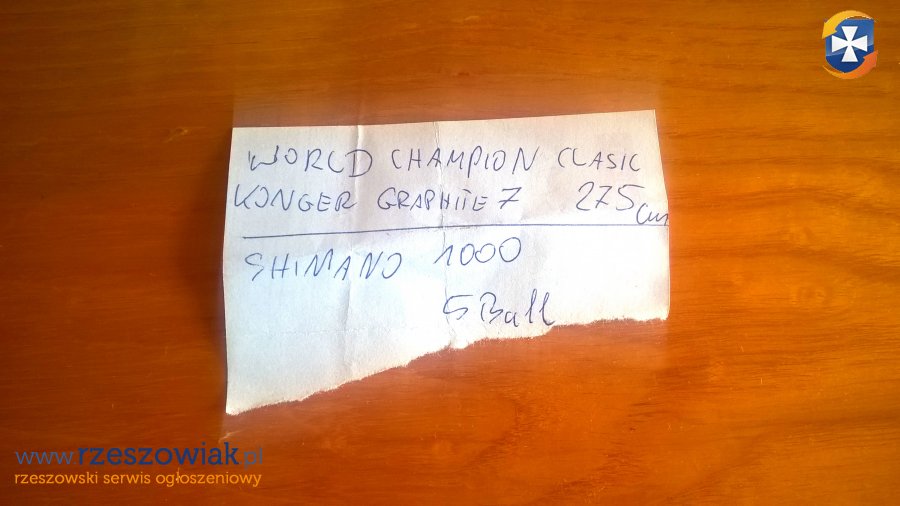 WORLD CHAMPION CLASIC
KONGER GRAPHITE 7 275 cm
SHIMANO 1000
5 Ball
www.rzeszowiak.pl
rzeszowski serwis ogłoszeniowy